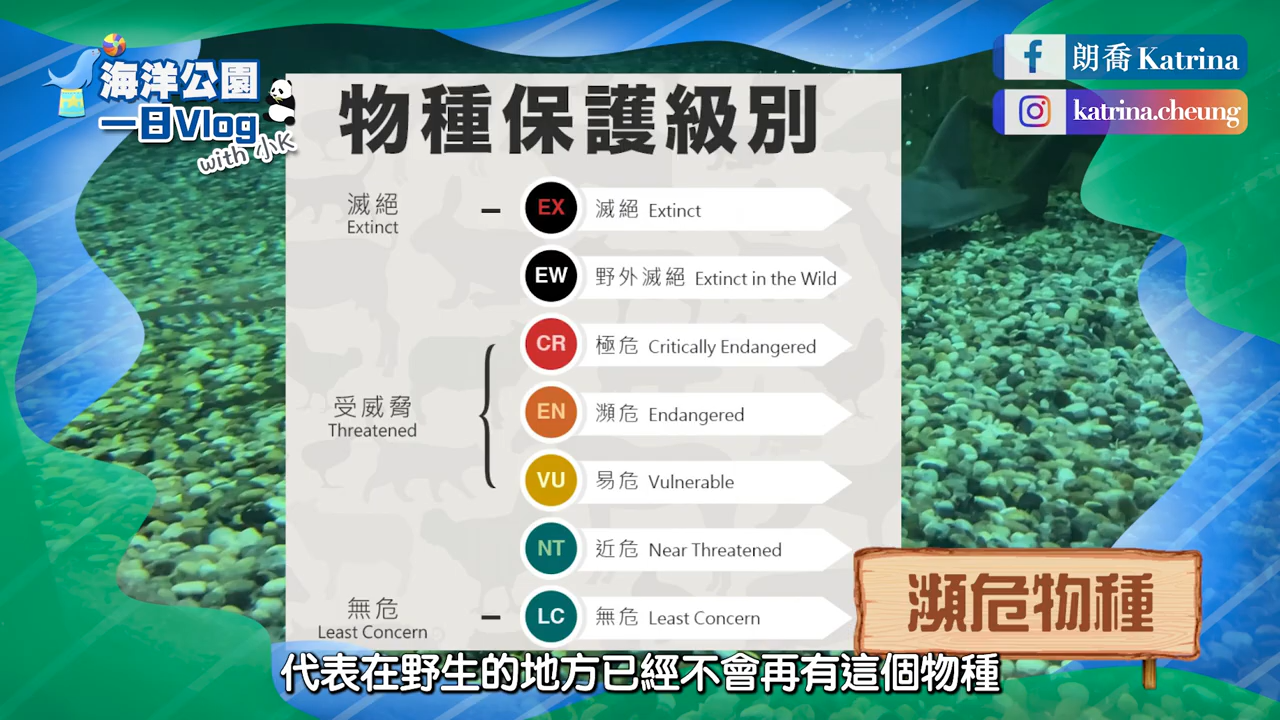 海洋公園
一日Vlog
with 小K
朗喬 Katrina
katrina.cheung
物種保護級別
滅絕
Extinct
EX 滅絕 Extinct
EW 野外滅絕 Extinct in the Wild
CR 極危 Critically Endangered
受威脅
Threatened
EN 瀕危 Endangered
VU 易危 Vulnerable
NT 近危 Near Threatened
無危
Least Concern
LC 無危 Least Concern
瀕危物種
代表在野生的地方已經不會再有這個物種